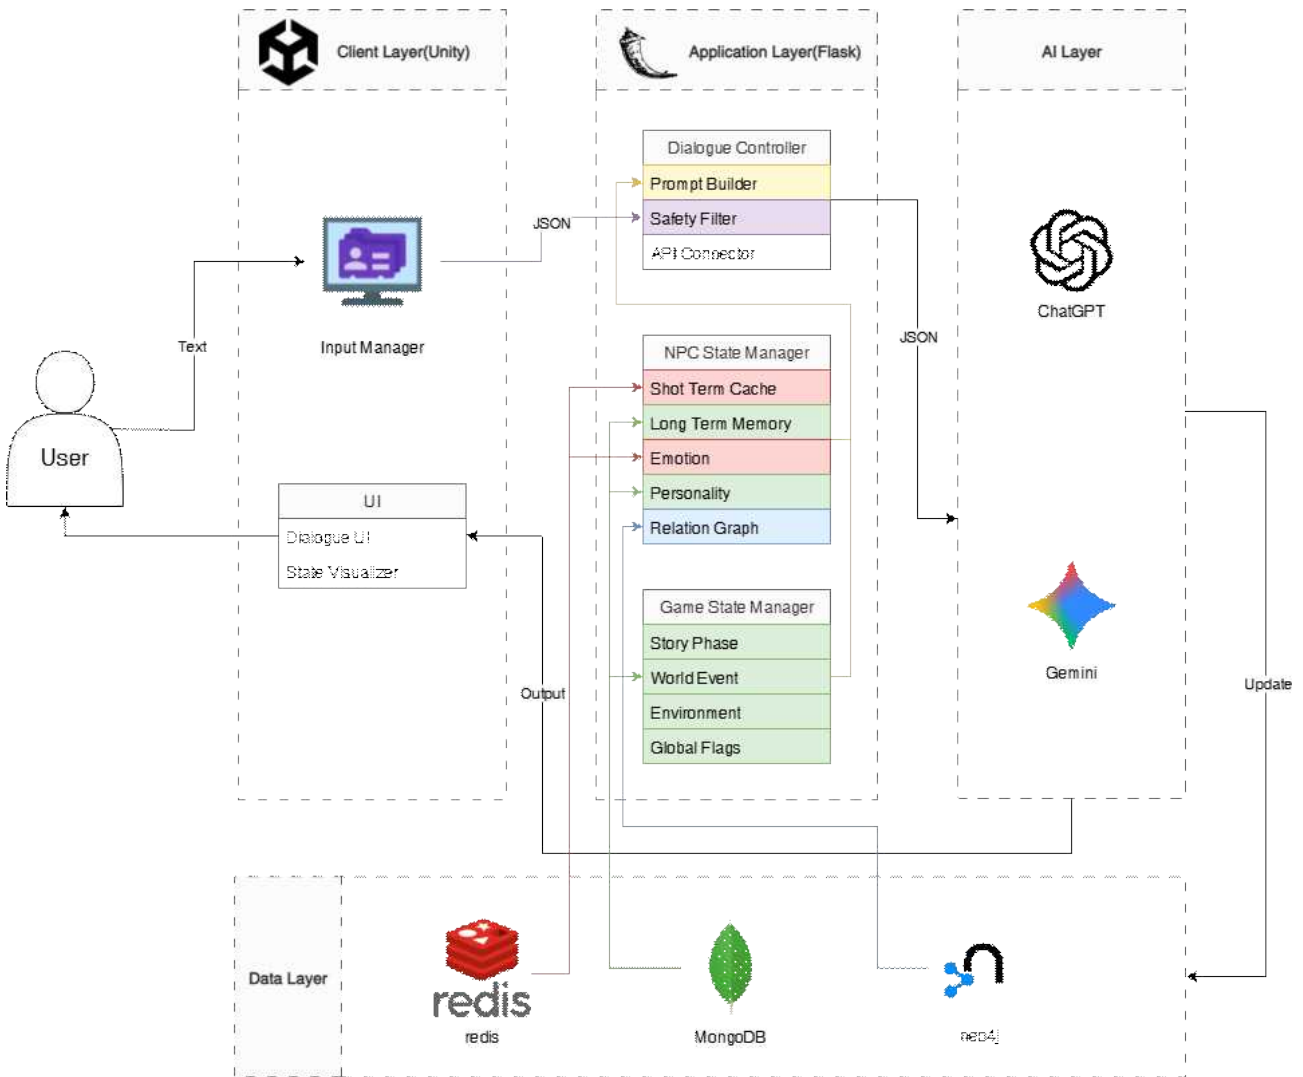 Client Layer(Unity)
Application Layer(Flask)
AI Layer
Dialogue Controller
Prompt Builder
Safety Filter
API Connector
JSON
ChatGPT
JSON
Text
Input Manager
NPC State Manager
Shot Term Cache
Long Term Memory
Emotion
Personality
Relation Graph
User
UI
Dialogue UI
State Visualizer
Game State Manager
Story Phase
World Event
Environment
Global Flags
Gemini
Output
Update
Data Layer
redis
redis
MongoDB
neo4j